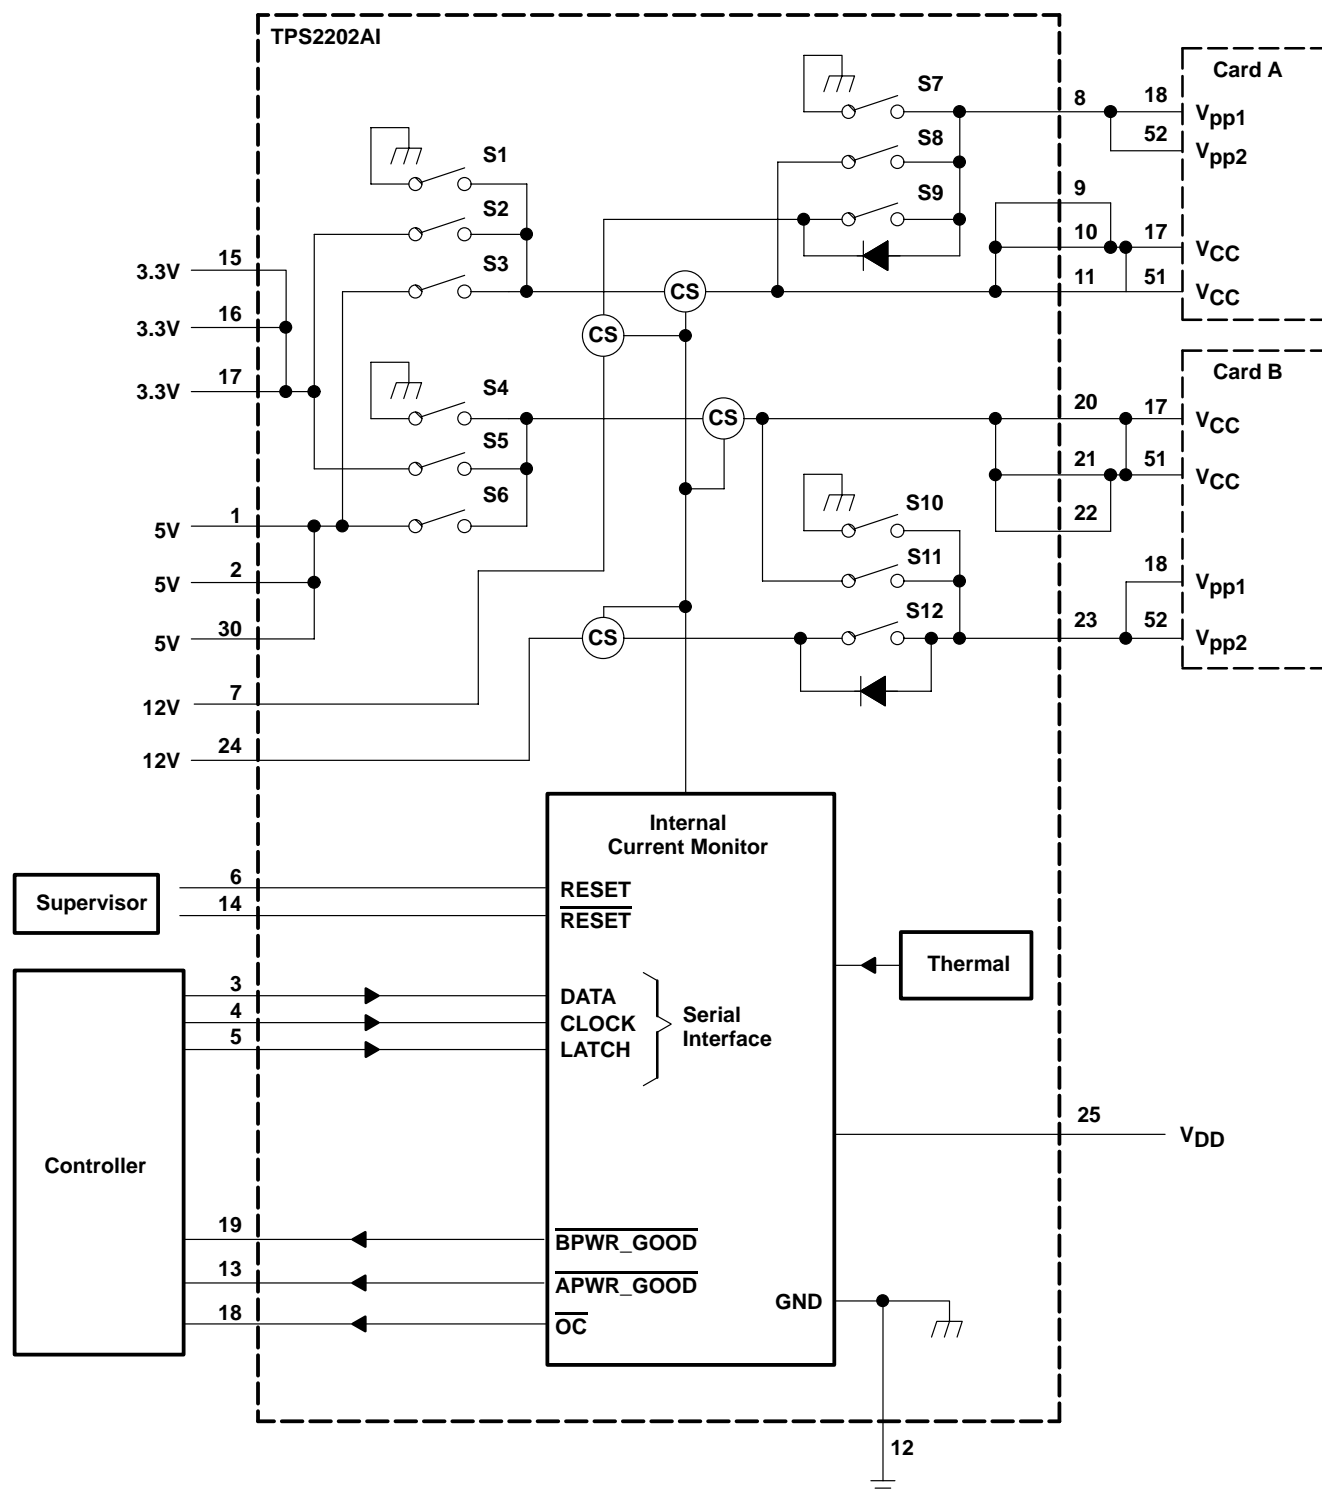 TPS2202AI
Card A
S7
8
18
Vpp1
S8
52
Vpp2
S1
S9
9
S2
10
17
VCC
15
3.3V
S3
CS
11
51
VCC
16
3.3V
CS
Card B
17
3.3V
S4
CS
20
17
VCC
S5
21
51
VCC
S6
S10
22
1
5V
S11
18
Vpp1
2
5V
S12
23
52
Vpp2
30
5V
CS
7
12V
24
12V
Internal
Current Monitor
Supervisor
6
RESET
14
RESET
Thermal
3
DATA
4
CLOCK
Serial
Interface
5
LATCH
25
VDD
Controller
19
BPWR_GOOD
13
APWR_GOOD
GND
18
OC
12